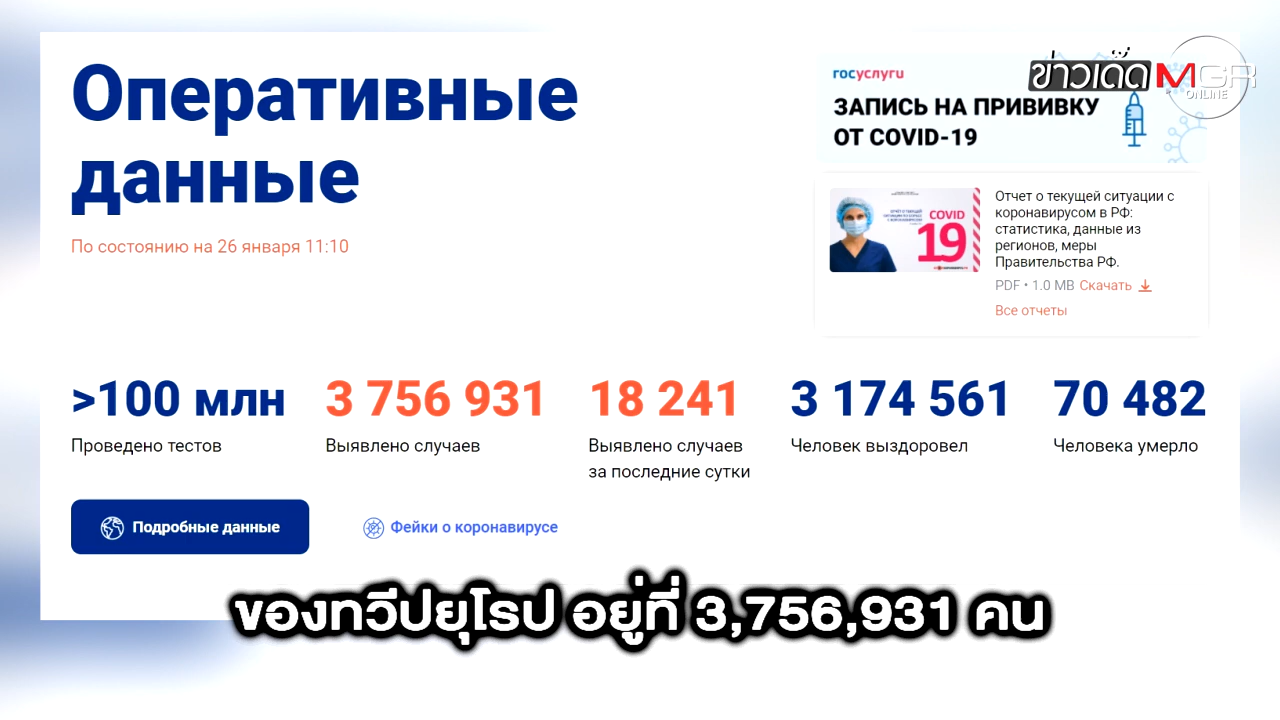 Оперативные
данные
По состоянию на 26 января 11:10
госуслуги
ЗАПИСЬ НА ПРИВИВКУ
ОТ COVID-19
ข่าวเด็ด MGR
ONLINE
COVID
19
Отчет о текущей ситуации с
коронавирусом в РФ:
статистика, данные из
регионов, меры
Правительства РФ.
PDF • 1.0 MB Скачать
Все отчеты
>100 млн
Проведено тестов
3 756 931
Выявлено случаев
18 241
Выявлено случаев
за последние сутки
3 174 561
Человек выздоровел
70 482
Человека умерло
Подробные данные
Фейки о коронавирусе
ของทวีปยุโรป อยู่ที่ 3,756,931 คน